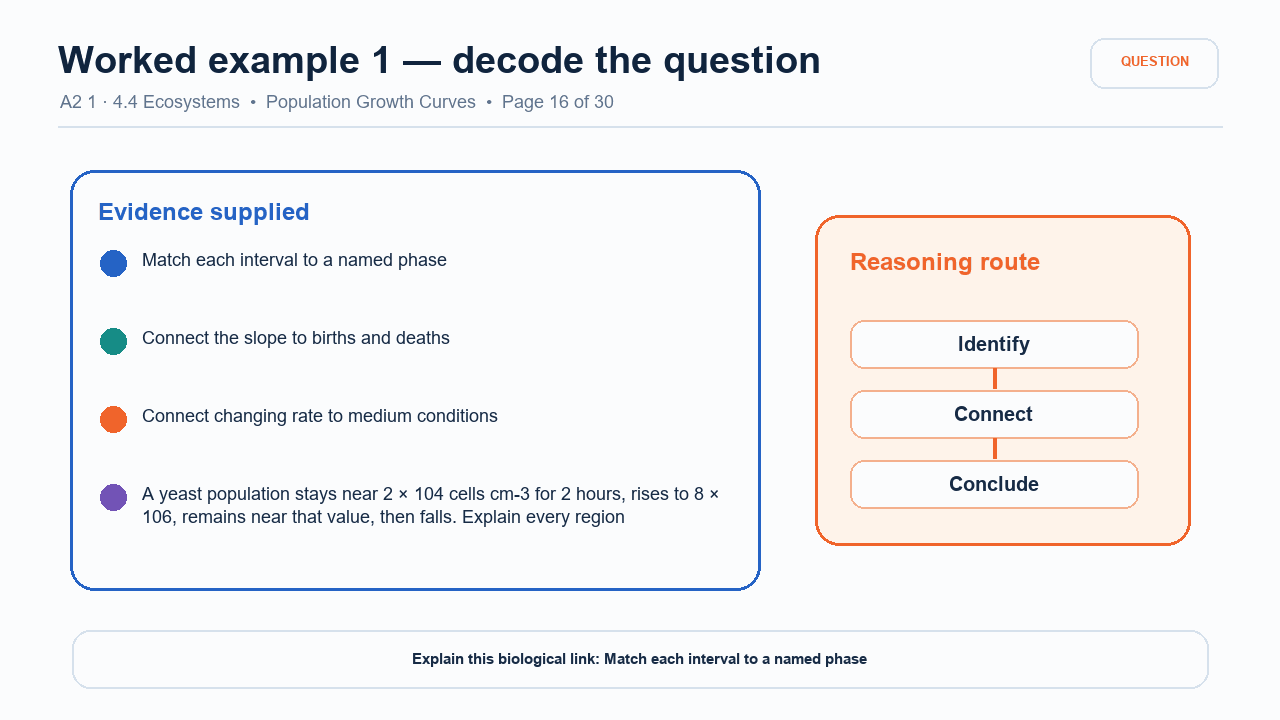 Worked example 1 — decode the question
QUESTION
A2 1 · 4.4 Ecosystems • Population Growth Curves • Page 16 of 30
Evidence supplied
Match each interval to a named phase
Connect the slope to births and deaths
Connect changing rate to medium conditions
A yeast population stays near 2 × 104 cells cm-3 for 2 hours, rises to 8 ×
106, remains near that value, then falls. Explain every region
Reasoning route
Identify
Connect
Conclude
Explain this biological link: Match each interval to a named phase